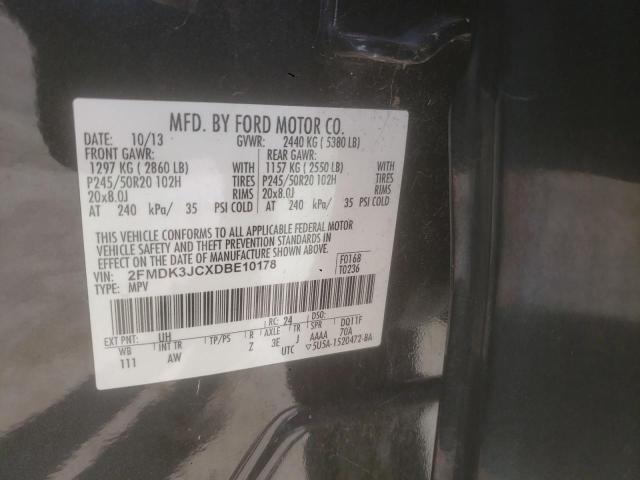 MFD. BY FORD MOTOR CO.
DATE: 10/13 GVWR: 2440 KG ( 5380 LB)
FRONT GAWR: REAR GAWR:
1297 KG ( 2860 LB) WITH 1157 KG ( 2550 LB) WITH
P245/50R20 102H TIRES P245/50R20 102H TIRES
20x8.0J RIMS 20x8.0J RIMS
AT 240 kPa/ 35 PSI COLD AT 240 kPa/ 35 PSI COLD
THIS VEHICLE CONFORMS TO ALL APPLICABLE FEDERAL MOTOR
VEHICLE SAFETY AND THEFT PREVENTION STANDARDS IN
EFFECT ON THE DATE OF MANUFACTURE SHOWN ABOVE.
VIN: 2FMDK3JCXDBE10178 F0168
TYPE: MPV T0236
RC: 24 DSO:
EXT PNT: UH
WB INT TR TP/PS R AXLE TR SPR DQ11F
111 AW Z 3E J AAAA 70A
UTC ▽5U5A-1520472-BA